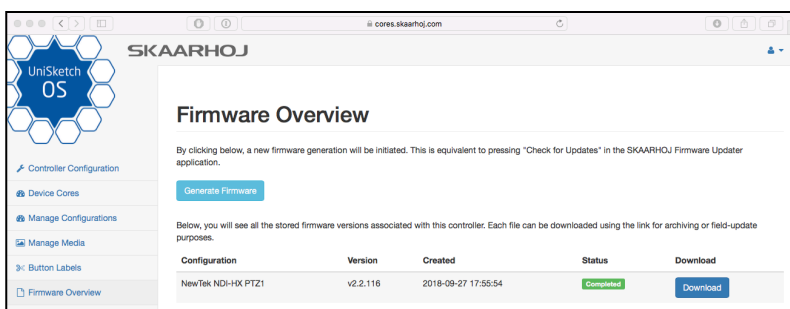 cores.skaarhoj.com
SKAARHOJ
UniSketch
OS
Controller Configuration
Device Cores
Manage Configurations
Manage Media
Button Labels
Firmware Overview
Firmware Overview
By clicking below, a new firmware generation will be initiated. This is equivalent to pressing "Check for Updates" in the SKAARHOJ Firmware Updater
application.
Generate Firmware
Below, you will see all the stored firmware versions associated with this controller. Each file can be downloaded using the link for archiving or field-update
purposes.
Configuration Version Created Status Download
NewTek NDI-HX PTZ1 v2.2.116 2018-09-27 17:55:54 Completed Download